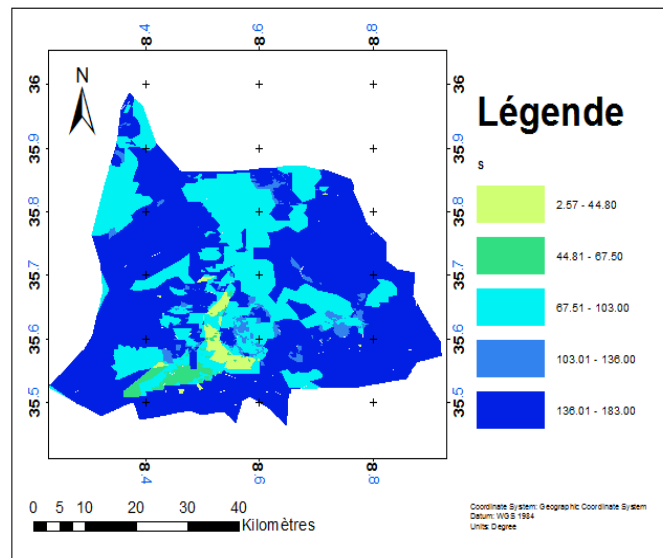 8.4 8.6 8.8
N
36 36
35.9 35.9
35.8 35.8
35.7 35.7
35.6 35.6
35.5 35.5
8.4 8.6 8.8
0 5 10 20 30 40
Kilomètres
Légende
s
2.57 - 44.80
44.81 - 67.50
67.51 - 103.00
103.01 - 136.00
136.01 - 183.00
Coordinate System: Geographic Coordinate System
Datum: WGS 1984
Units: Degree